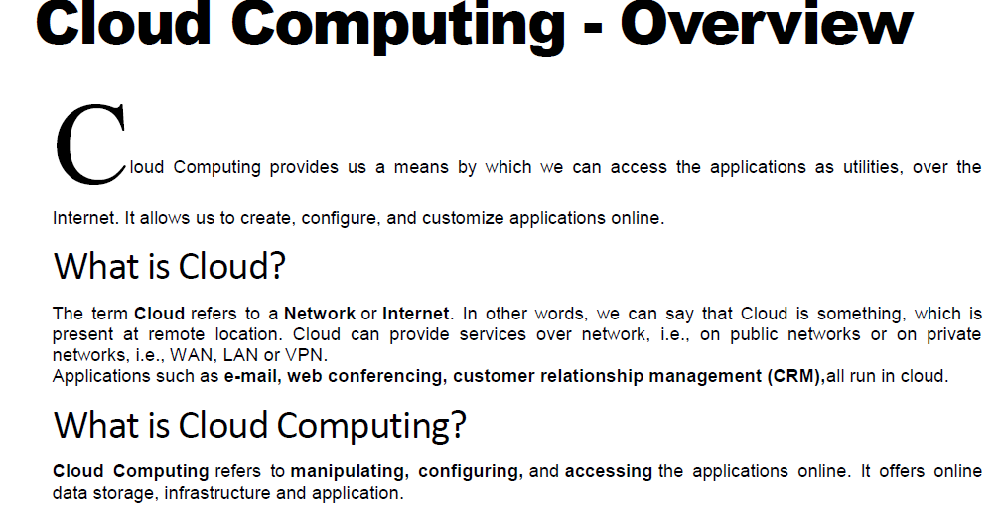 Cloud Computing - Overview
Cloud Computing provides us a means by which we can access the applications as utilities, over the
Internet. It allows us to create, configure, and customize applications online.
What is Cloud?
The term Cloud refers to a Network or Internet. In other words, we can say that Cloud is something, which is
present at remote location. Cloud can provide services over network, i.e., on public networks or on private
networks, i.e., WAN, LAN or VPN.
Applications such as e-mail, web conferencing, customer relationship management (CRM),all run in cloud.
What is Cloud Computing?
Cloud Computing refers to manipulating, configuring, and accessing the applications online. It offers online
data storage, infrastructure and application.